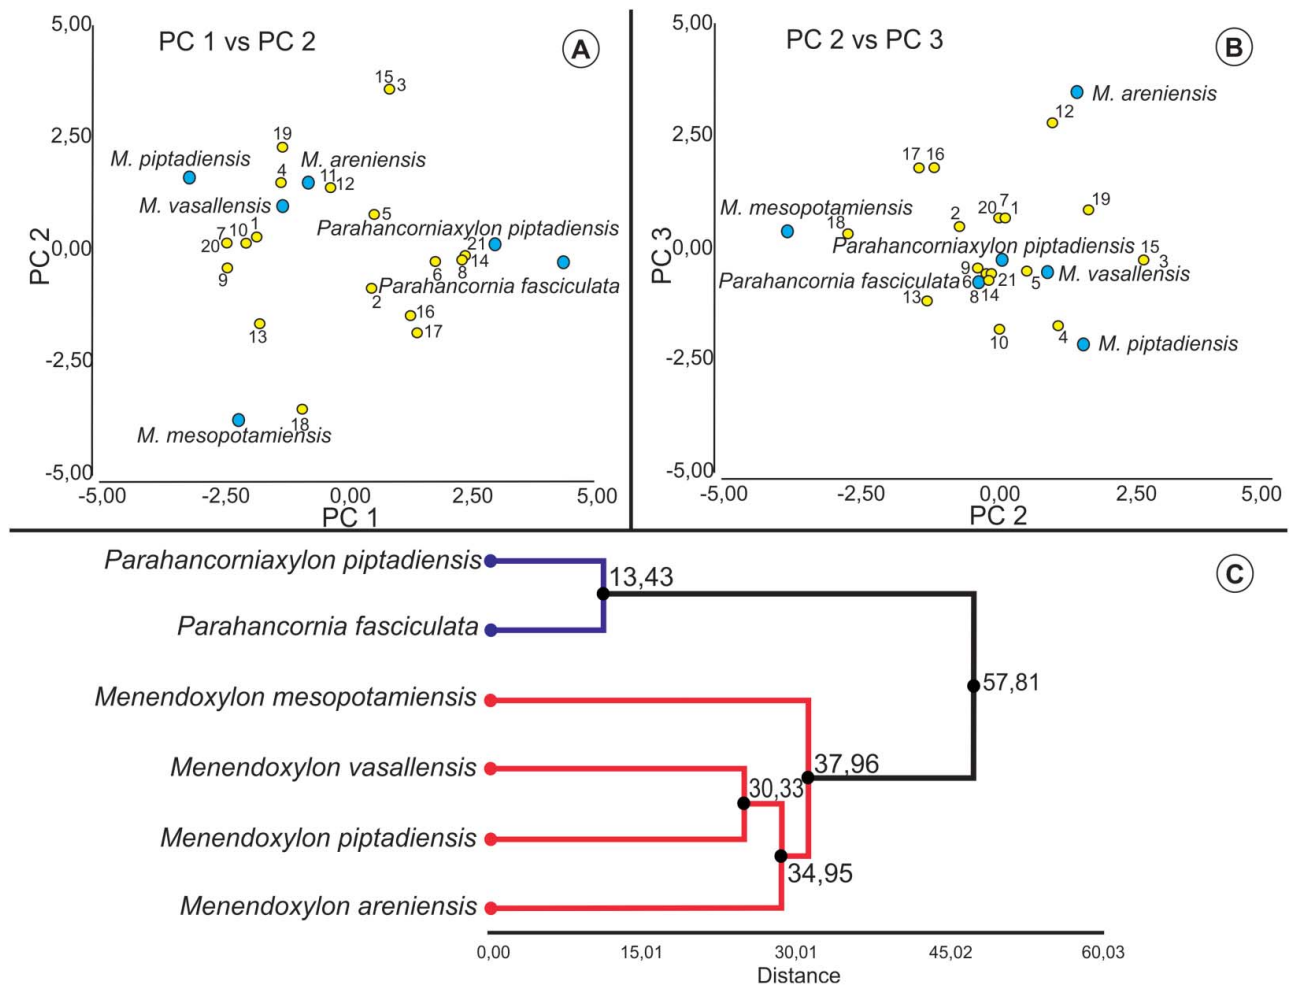 PC 1 vs PC 2
A
5,00
2,50
0,00
-2,50
-5,00
PC 2
15 3
19
M. piptadiensis
4
M. areniensis
11 12
M. vasallensis
5
Parahancorniaxylon piptadiensis
7 10 1
20
9
21
14
6 8
2
Parahancornia fasciculata
16
17
13
18
M. mesopotamiensis
-5,00 -2,50 0,00 2,50 5,00
PC 1
PC 2 vs PC 3
B
5,00
2,50
0,00
-2,50
-5,00
PC 3
M. areniensis
12
17 16
M. mesopotamiensis
18
2
20 7 1
19
Parahancorniaxylon piptadiensis
15 3
9
Parahancornia fasciculata
6
8 14 21
5
M. vasallensis
13
10
4
M. piptadiensis
-5,00 -2,50 0,00 2,50 5,00
PC 2
C
Parahancorniaxylon piptadiensis
13,43
Parahancornia fasciculata
57,81
Menendoxylon mesopotamiensis
37,96
Menendoxylon vasallensis
30,33
Menendoxylon piptadiensis
34,95
Menendoxylon areniensis
0,00 15,01 30,01 45,02 60,03
Distance